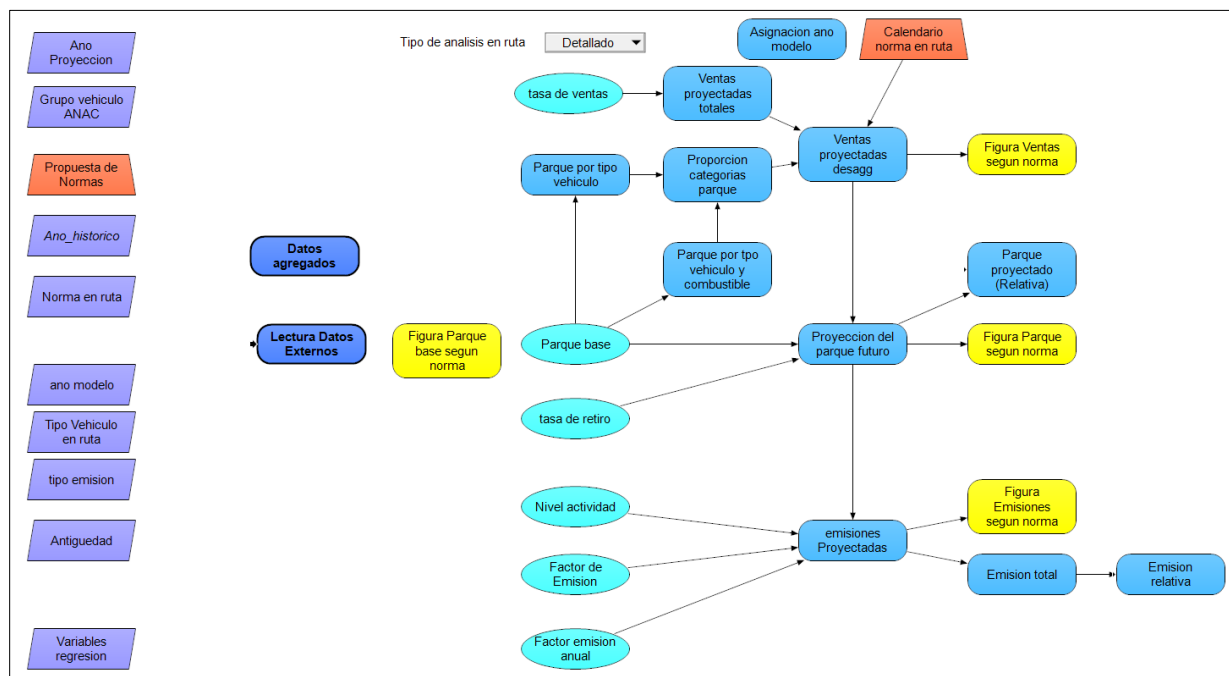 Ano
Proyeccion
Grupo vehiculo
ANAC
Propuesta de
Normas
Ano_historico
Norma en ruta
ano modelo
Tipo Vehiculo
en ruta
tipo emision
Antiguedad
Variables
regresion
Datos
agregados
Lectura Datos
Externos
Figura Parque
base segun
norma
Tipo de analisis en ruta
Detallado
Asignacion ano
modelo
Calendario
norma en ruta
tasa de ventas
Ventas
proyectadas
totales
Ventas
proyectadas
desagg
Figura Ventas
segun norma
Parque por tipo
vehiculo
Proporcion
categorias
parque
Parque por tpo
vehiculo y
combustible
Parque
proyectado
(Relativa)
Parque base
Proyeccion del
parque futuro
Figura Parque
segun norma
tasa de retiro
Nivel actividad
Factor de
Emision
Factor emision
anual
emisiones
Proyectadas
Figura
Emisiones
segun norma
Emision total
Emision
relativa